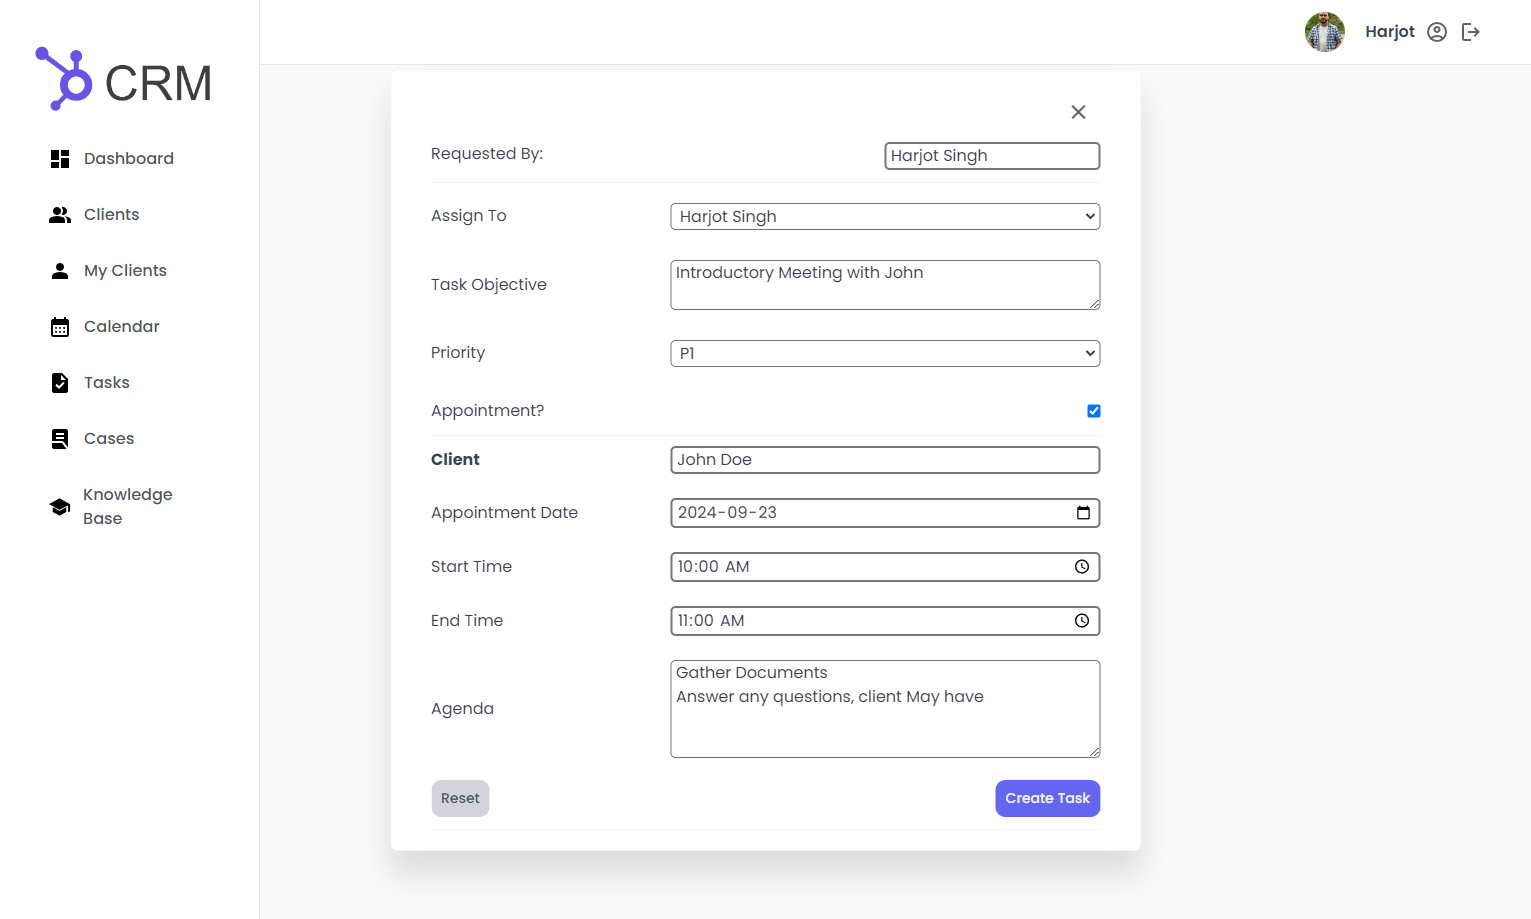 CRM
Dashboard
Clients
My Clients
Calendar
Tasks
Cases
Knowledge
Base
Harjot
Requested By:
Harjot Singh
Assign To
Harjot Singh
Task Objective
Introductory Meeting with John
Priority
P1
Appointment?
Client
John Doe
Appointment Date
2024-09-23
Start Time
10:00 AM
End Time
11:00 AM
Agenda
Gather Documents
Answer any questions, client May have
Reset
Create Task